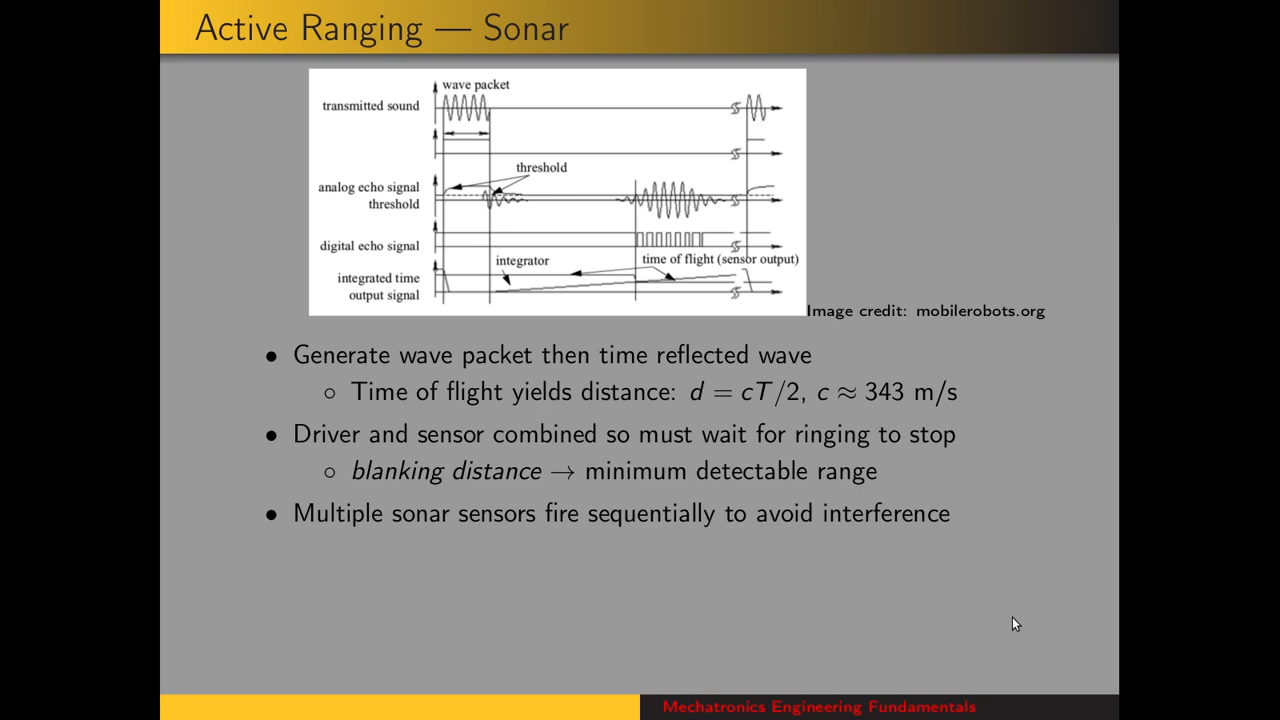 Active Ranging — Sonar
wave packet
transmitted sound
threshold
analog echo signal
threshold
digital echo signal
integrator
time of flight (sensor output)
integrated time
output signal
Image credit: mobilerobots.org
• Generate wave packet then time reflected wave
○ Time of flight yields distance: d = cT/2, c ≈ 343 m/s
• Driver and sensor combined so must wait for ringing to stop
○ blanking distance → minimum detectable range
• Multiple sonar sensors fire sequentially to avoid interference
Mechatronics Engineering Fundamentals